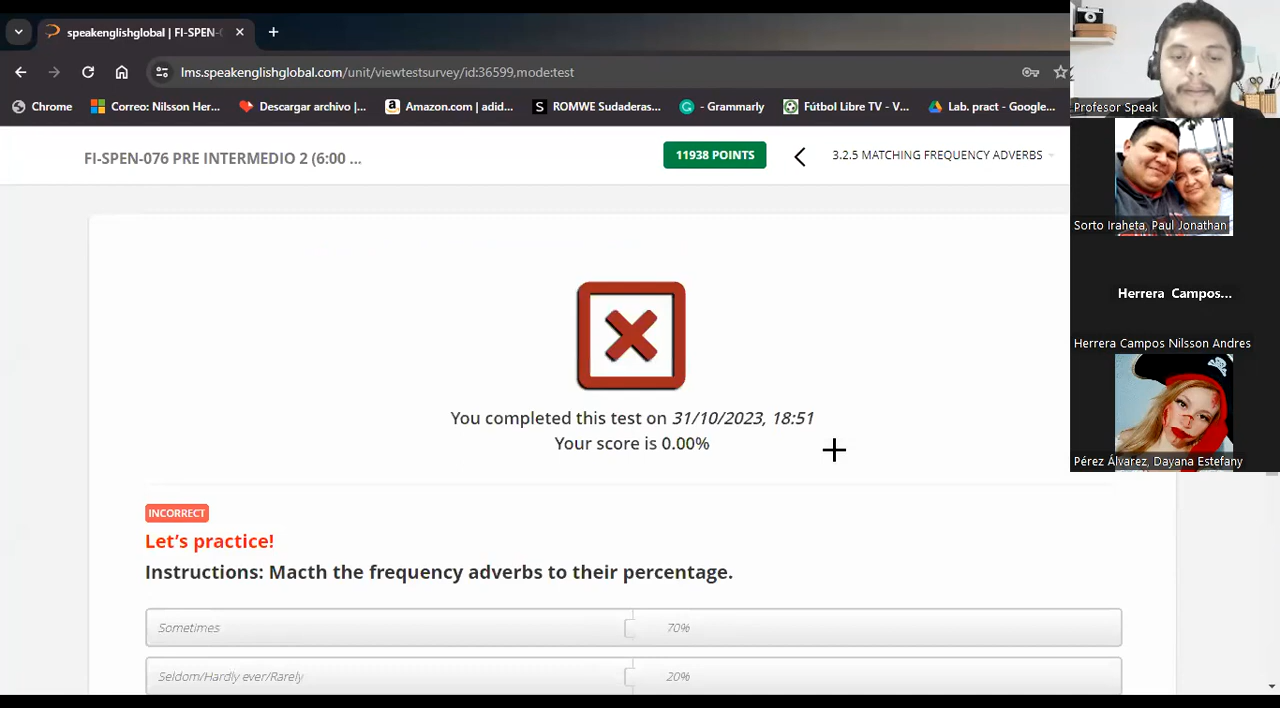 speakenglishglobal | FI-SPEN-
lms.speakenglishglobal.com/unit/viewtestsurvey/id:36599,mode:test
Chrome
Correo: Nilsson Her...
Descargar archivo |...
Amazon.com | adid...
S
ROMWE Sudaderas...
G
- Grammarly
Fútbol Libre TV - V...
Lab. pract - Google...
FI-SPEN-076 PRE INTERMEDIO 2 (6:00 ...
11938 POINTS
3.2.5 MATCHING FREQUENCY ADVERBS
You completed this test on 31/10/2023, 18:51
Your score is 0.00%
INCORRECT
Let's practice!
Instructions: Macth the frequency adverbs to their percentage.
Sometimes 70%
Seldom/Hardly ever/Rarely 20%
Profesor Speak
Sorto Iraheta, Paul Jonathan
Herrera Campos...
Herrera Campos Nilsson Andres
Pérez Álvarez, Dayana Estefany